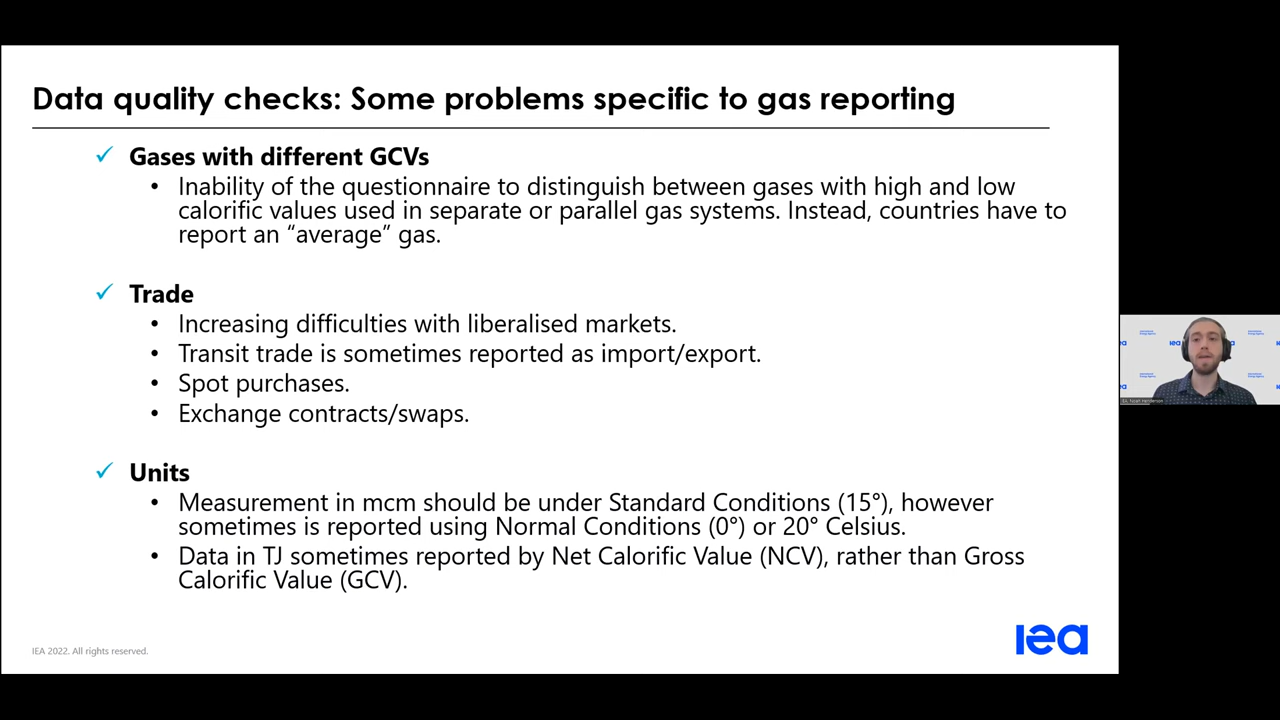 Data quality checks: Some problems specific to gas reporting
✓ Gases with different GCVs
• Inability of the questionnaire to distinguish between gases with high and low
calorific values used in separate or parallel gas systems. Instead, countries have to
report an “average” gas.
✓ Trade
• Increasing difficulties with liberalised markets.
• Transit trade is sometimes reported as import/export.
• Spot purchases.
• Exchange contracts/swaps.
✓ Units
• Measurement in mcm should be under Standard Conditions (15°), however
sometimes is reported using Normal Conditions (0°) or 20° Celsius.
• Data in TJ sometimes reported by Net Calorific Value (NCV), rather than Gross
Calorific Value (GCV).
IEA 2022. All rights reserved.
iea